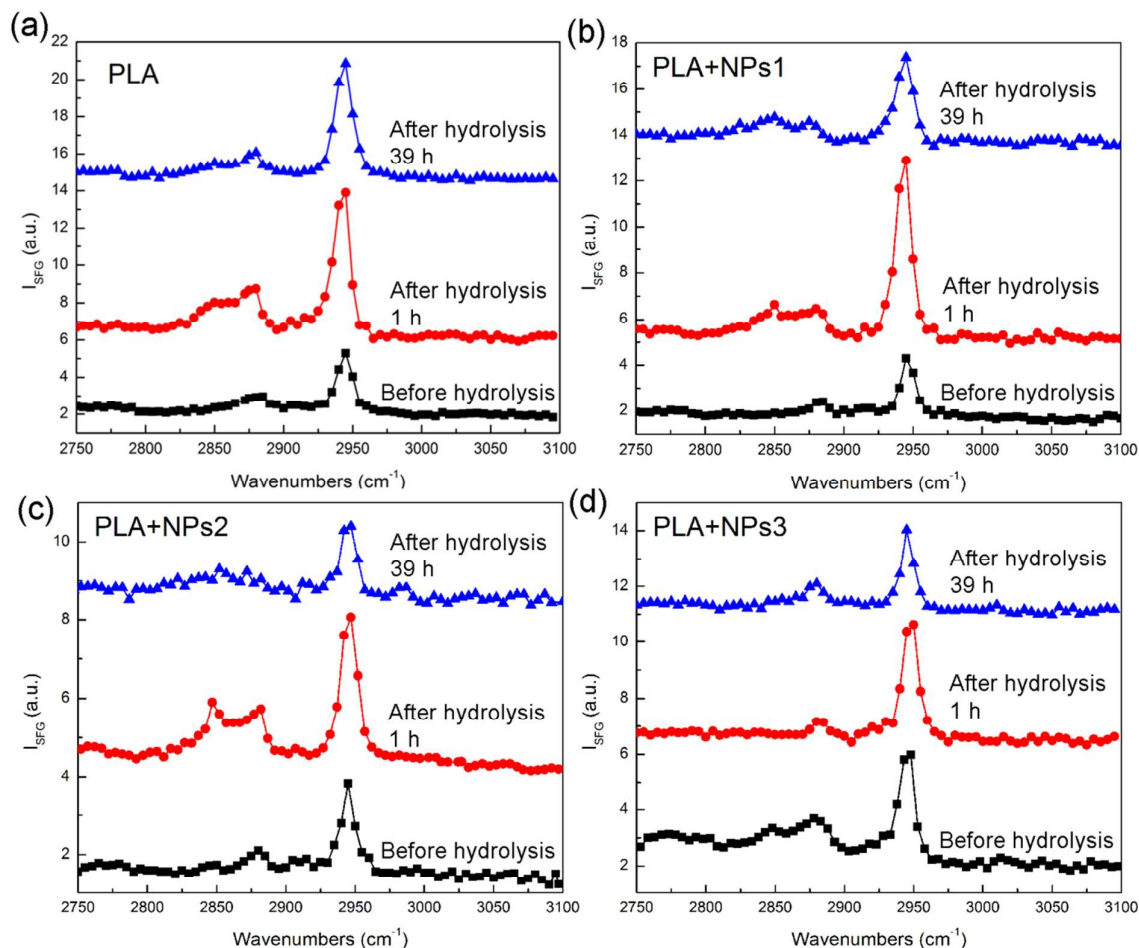 (a)
PLA
After hydrolysis
39 h
After hydrolysis
1 h
Before hydrolysis
I_SFG (a.u.)
22
20
18
16
14
12
10
8
6
4
2
2750 2800 2850 2900 2950 3000 3050 3100
Wavenumbers (cm⁻¹)
(b)
PLA+NPs1
After hydrolysis
39 h
After hydrolysis
1 h
Before hydrolysis
I_SFG (a.u.)
18
16
14
12
10
8
6
4
2
2750 2800 2850 2900 2950 3000 3050 3100
Wavenumbers (cm⁻¹)
(c)
PLA+NPs2
After hydrolysis
39 h
After hydrolysis
1 h
Before hydrolysis
I_SFG (a.u.)
10
8
6
4
2
2750 2800 2850 2900 2950 3000 3050 3100
Wavenumbers (cm⁻¹)
(d)
PLA+NPs3
After hydrolysis
39 h
After hydrolysis
1 h
Before hydrolysis
I_SFG (a.u.)
14
12
10
8
6
4
2
2750 2800 2850 2900 2950 3000 3050 3100
Wavenumbers (cm⁻¹)